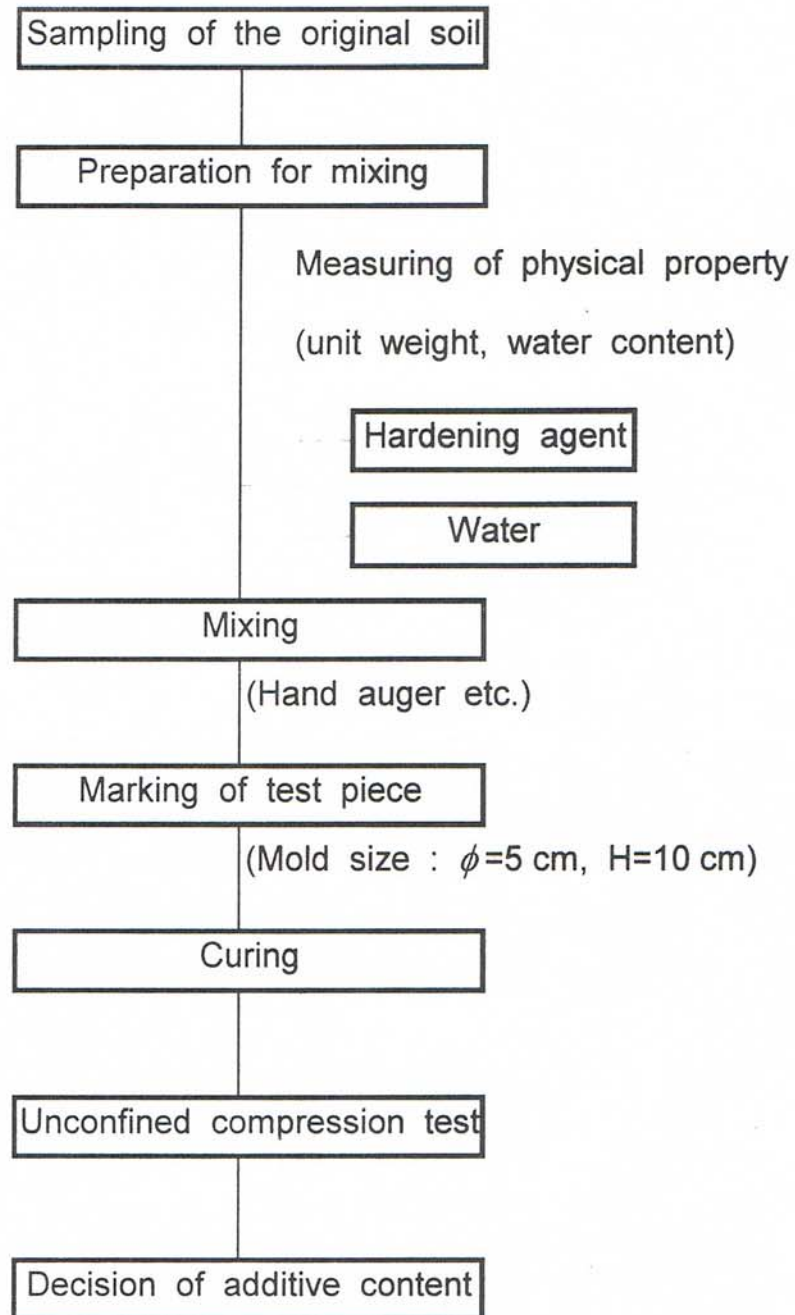 Sampling of the original soil
Preparation for mixing
Measuring of physical property
(unit weight, water content)
Hardening agent
Water
Mixing
(Hand auger etc.)
Marking of test piece
(Mold size : ϕ=5 cm, H=10 cm)
Curing
Unconfined compression test
Decision of additive content